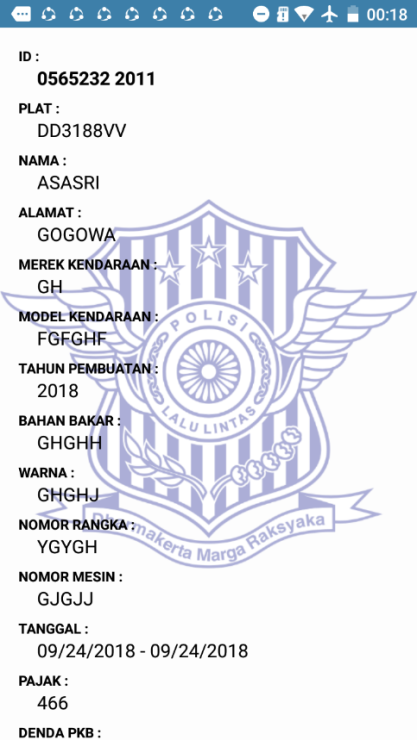 00:18
ID :
0565232 2011
PLAT :
DD3188VV
NAMA :
ASASRI
ALAMAT :
GOGOWA
MEREK KENDARAAN :
GH
MODEL KENDARAAN :
FGFGHF
TAHUN PEMBUATAN :
2018
BAHAN BAKAR :
GHGHH
WARNA :
GHGHJ
NOMOR RANGKA :
YGYGH
NOMOR MESIN :
GJGJJ
TANGGAL :
09/24/2018 - 09/24/2018
PAJAK :
466
DENDA PKB :
POLISI
LALU LINTAS
Marga Raksyaka